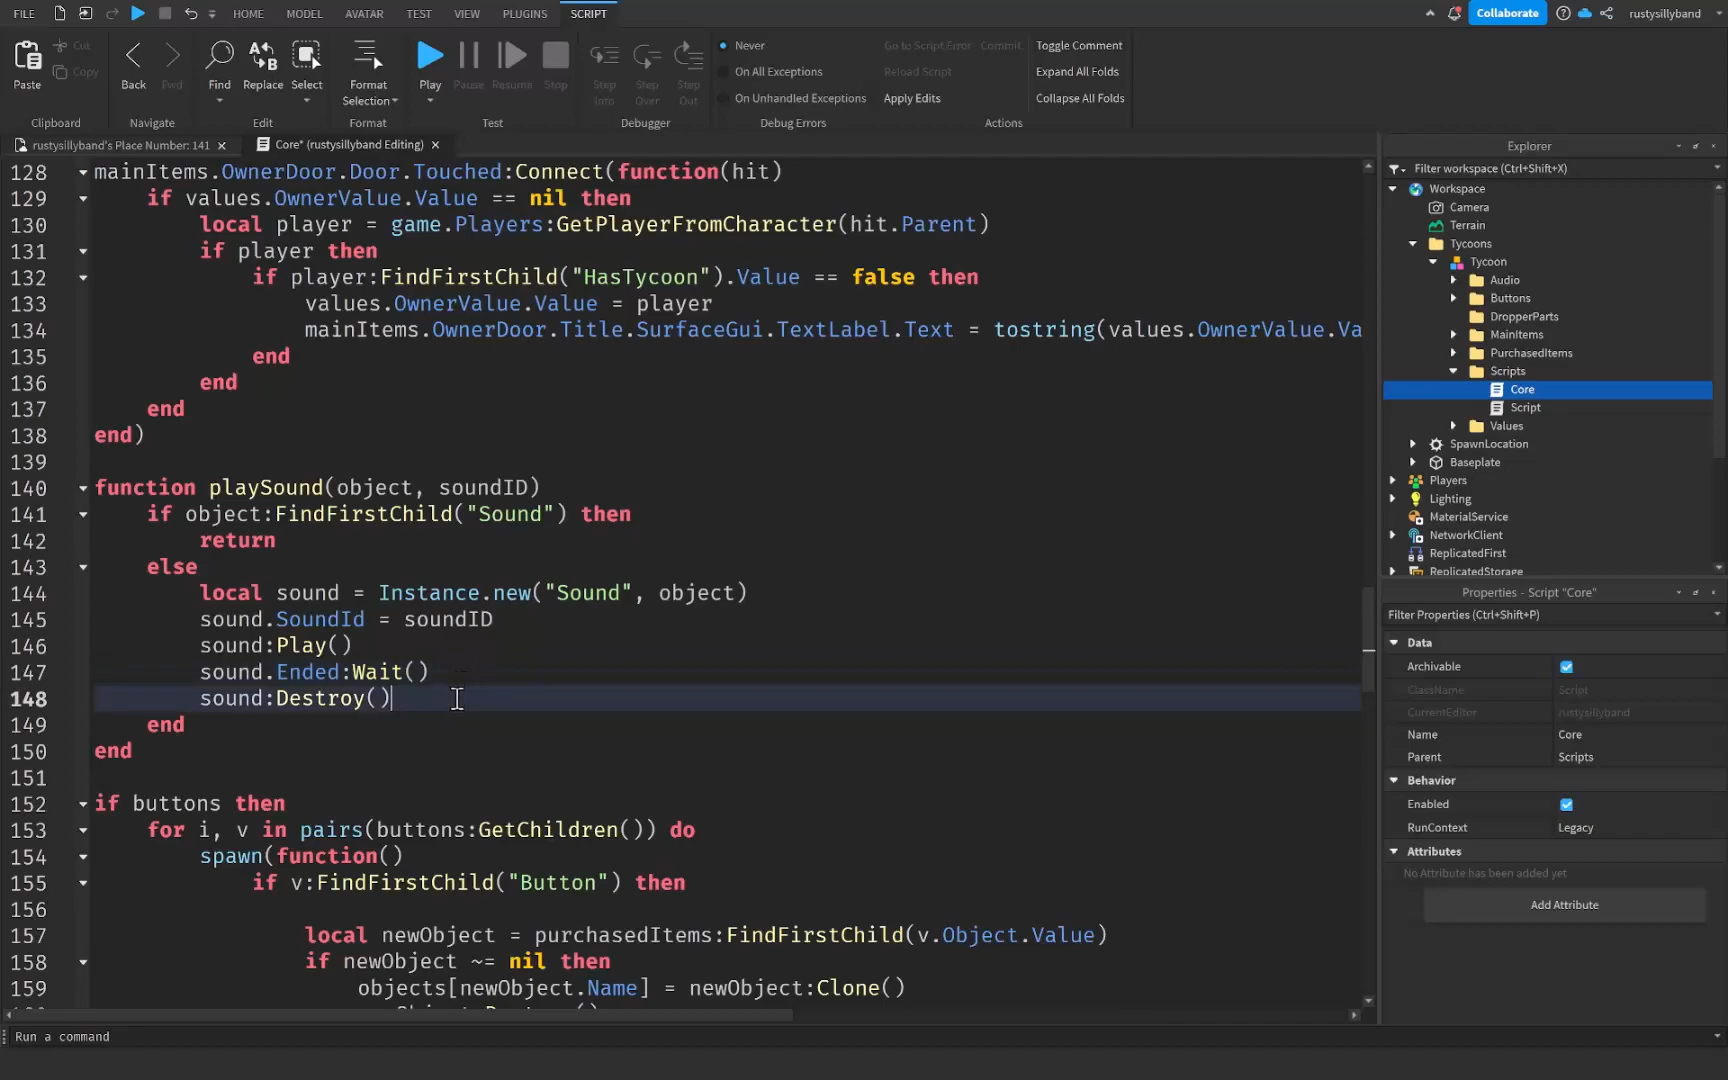 FILE HOME MODEL AVATAR TEST VIEW PLUGINS SCRIPT Collaborate rustysillyband
Paste Cut Copy Back Fwd Find Replace Select Format Selection Play Pause Resume Stop Step Into Step Over Step Out
Never On All Exceptions On Unhandled Exceptions
Go to Script Error Commit Reload Script Apply Edits
Toggle Comment Expand All Folds Collapse All Folds
Clipboard Navigate Edit Format Test Debugger Debug Errors Actions
rustysillyband's Place Number: 141 Core* (rustysillyband Editing)
128 mainItems.OwnerDoor.Door.Touched:Connect(function(hit)
129 if values.OwnerValue.Value == nil then
130 local player = game.Players:GetPlayerFromCharacter(hit.Parent)
131 if player then
132 if player:FindFirstChild("HasTycoon").Value == false then
133 values.OwnerValue.Value = player
134 mainItems.OwnerDoor.Title.SurfaceGui.TextLabel.Text = tostring(values.OwnerValue.Va
135 end
136 end
137 end
138 end)
139
140 function playSound(object, soundID)
141 if object:FindFirstChild("Sound") then
142 return
143 else
144 local sound = Instance.new("Sound", object)
145 sound.SoundId = soundID
146 sound:Play()
147 sound.Ended:Wait()
148 sound:Destroy()
149 end
150 end
151
152 if buttons then
153 for i, v in pairs(buttons:GetChildren()) do
154 spawn(function()
155 if v:FindFirstChild("Button") then
156
157 local newObject = purchasedItems:FindFirstChild(v.Object.Value)
158 if newObject ~= nil then
159 objects[newObject.Name] = newObject:Clone()
Run a command
Explorer
Filter workspace (Ctrl+Shift+X)
Workspace
Camera
Terrain
Tycoons
Tycoon
Audio
Buttons
DropperParts
MainItems
PurchasedItems
Scripts
Core
Script
Values
SpawnLocation
Baseplate
Players
Lighting
MaterialService
NetworkClient
ReplicatedFirst
ReplicatedStorage
Properties - Script "Core"
Filter Properties (Ctrl+Shift+P)
Data
Archivable
ClassName Script
CurrentEditor rustysillyband
Name Core
Parent Scripts
Behavior
Enabled
RunContext Legacy
Attributes
No Attribute has been added yet
Add Attribute